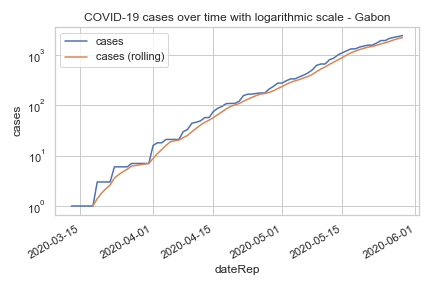 COVID-19 cases over time with logarithmic scale - Gabon
cases
cases (rolling)
10³
10²
10¹
10⁰
cases
2020-03-15
2020-04-01
2020-04-15
2020-05-01
2020-05-15
2020-06-01
dateRep